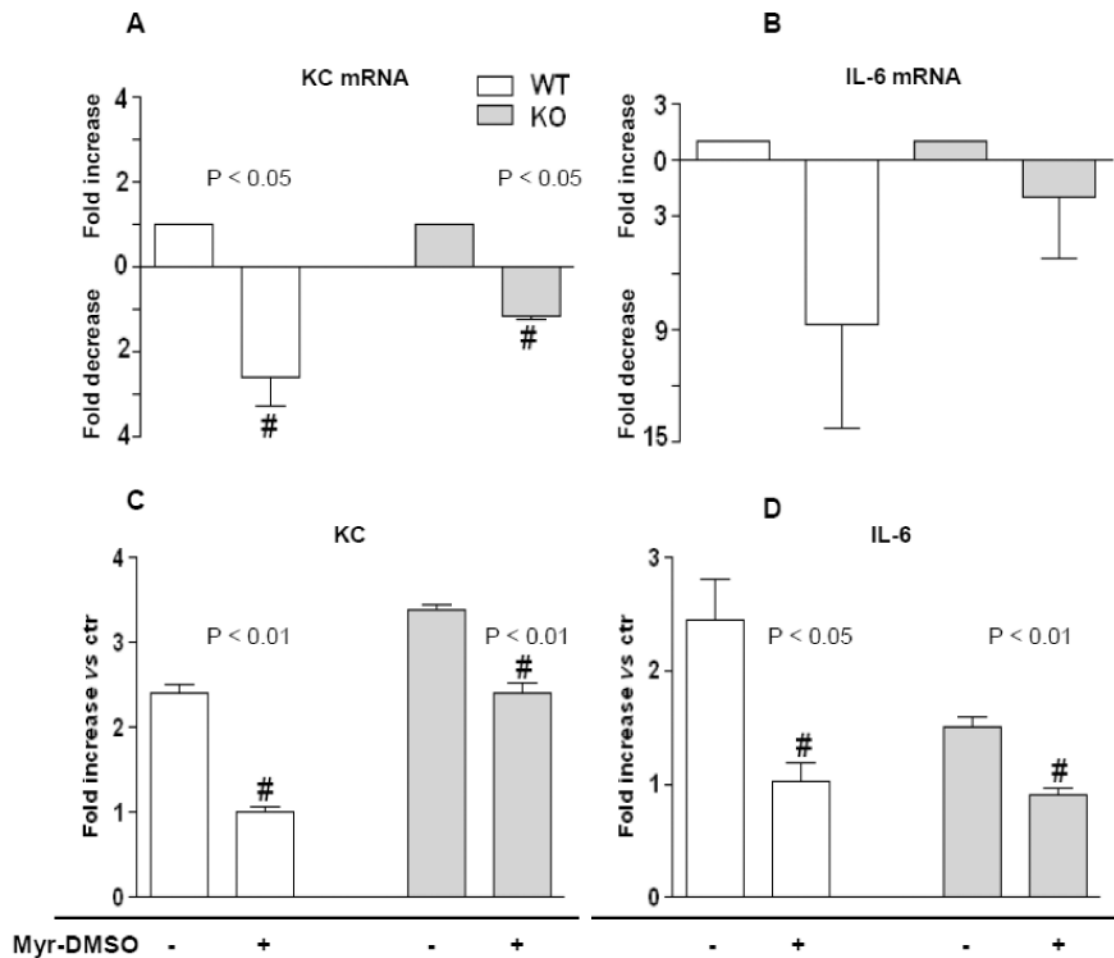 A
B
KC mRNA
WT
KO
IL-6 mRNA
Fold increase
Fold decrease
4
2
0
2
4
P < 0.05
P < 0.05
#
#
Fold increase
Fold decrease
3
0
3
9
15
C
D
KC
IL-6
Fold increase vs ctr
4
3
2
1
0
P < 0.01
P < 0.01
#
#
Fold increase vs ctr
3
2
1
0
P < 0.05
P < 0.01
#
#
Myr-DMSO - + - + - + - +